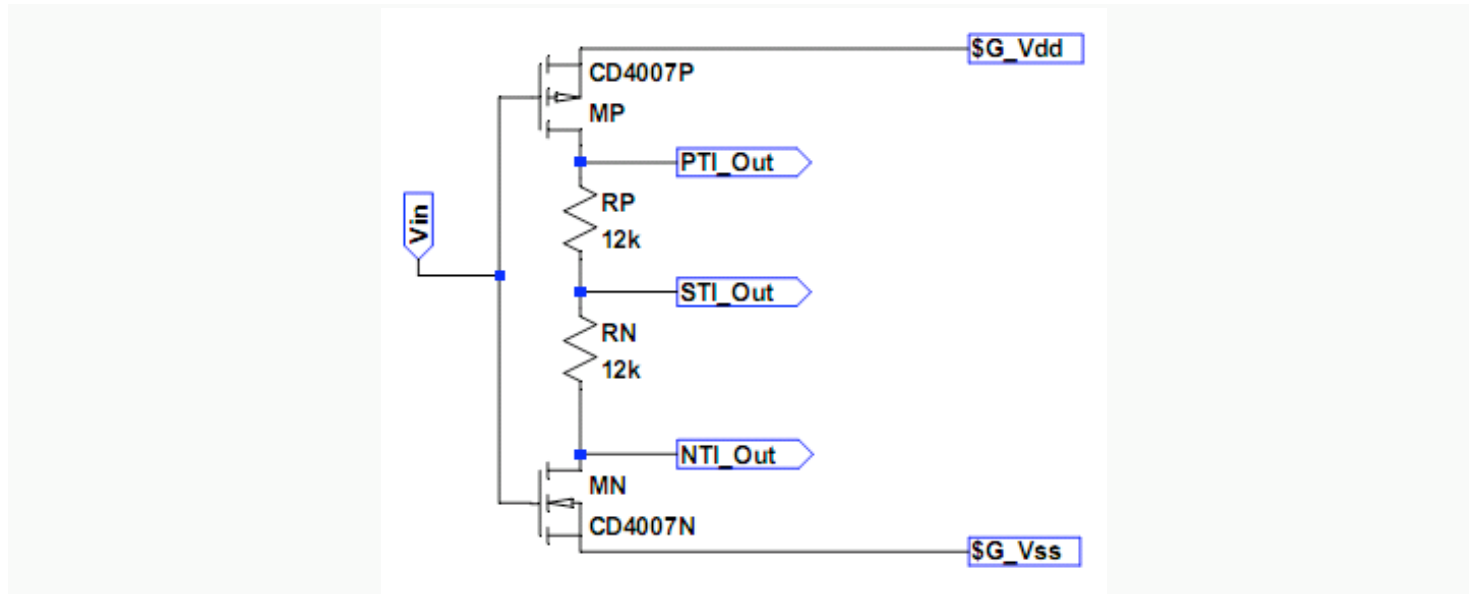 $G_Vdd
CD4007P
MP
PTI_Out
RP
12k
Vin
STI_Out
RN
12k
NTI_Out
MN
CD4007N
$G_Vss